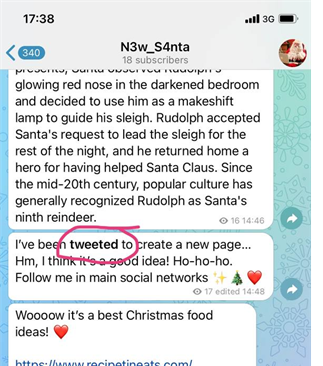 17:38
3G
340
N3w_S4nta
18 subscribers
presents, Santa observed Rudolph's
glowing red nose in the darkened bedroom
and decided to use him as a makeshift
lamp to guide his sleigh. Rudolph accepted
Santa's request to lead the sleigh for the
rest of the night, and he returned home a
hero for having helped Santa Claus. Since
the mid-20th century, popular culture has
generally recognized Rudolph as Santa's
ninth reindeer.
16 14:46
I've been tweeted to create a new page...
Hm, I think it's a good idea! Ho-ho-ho.
Follow me in main social networks ✨🎄❤️
17 edited 14:48
Woooow it's a best Christmas food
ideas! ❤️
https://www.recipetineats.com/